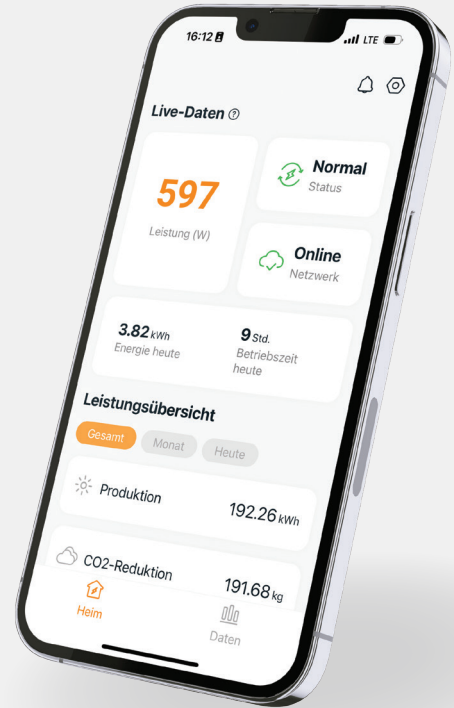 16:12
LTE
Live-Daten
597
Leistung (W)
Normal
Status
Online
Netzwerk
3.82 kWh
Energie heute
9 Std.
Betriebszeit
heute
Leistungsübersicht
Gesamt
Monat
Heute
Produktion
192.26 kWh
CO2-Reduktion
191.68 kg
Heim
Daten